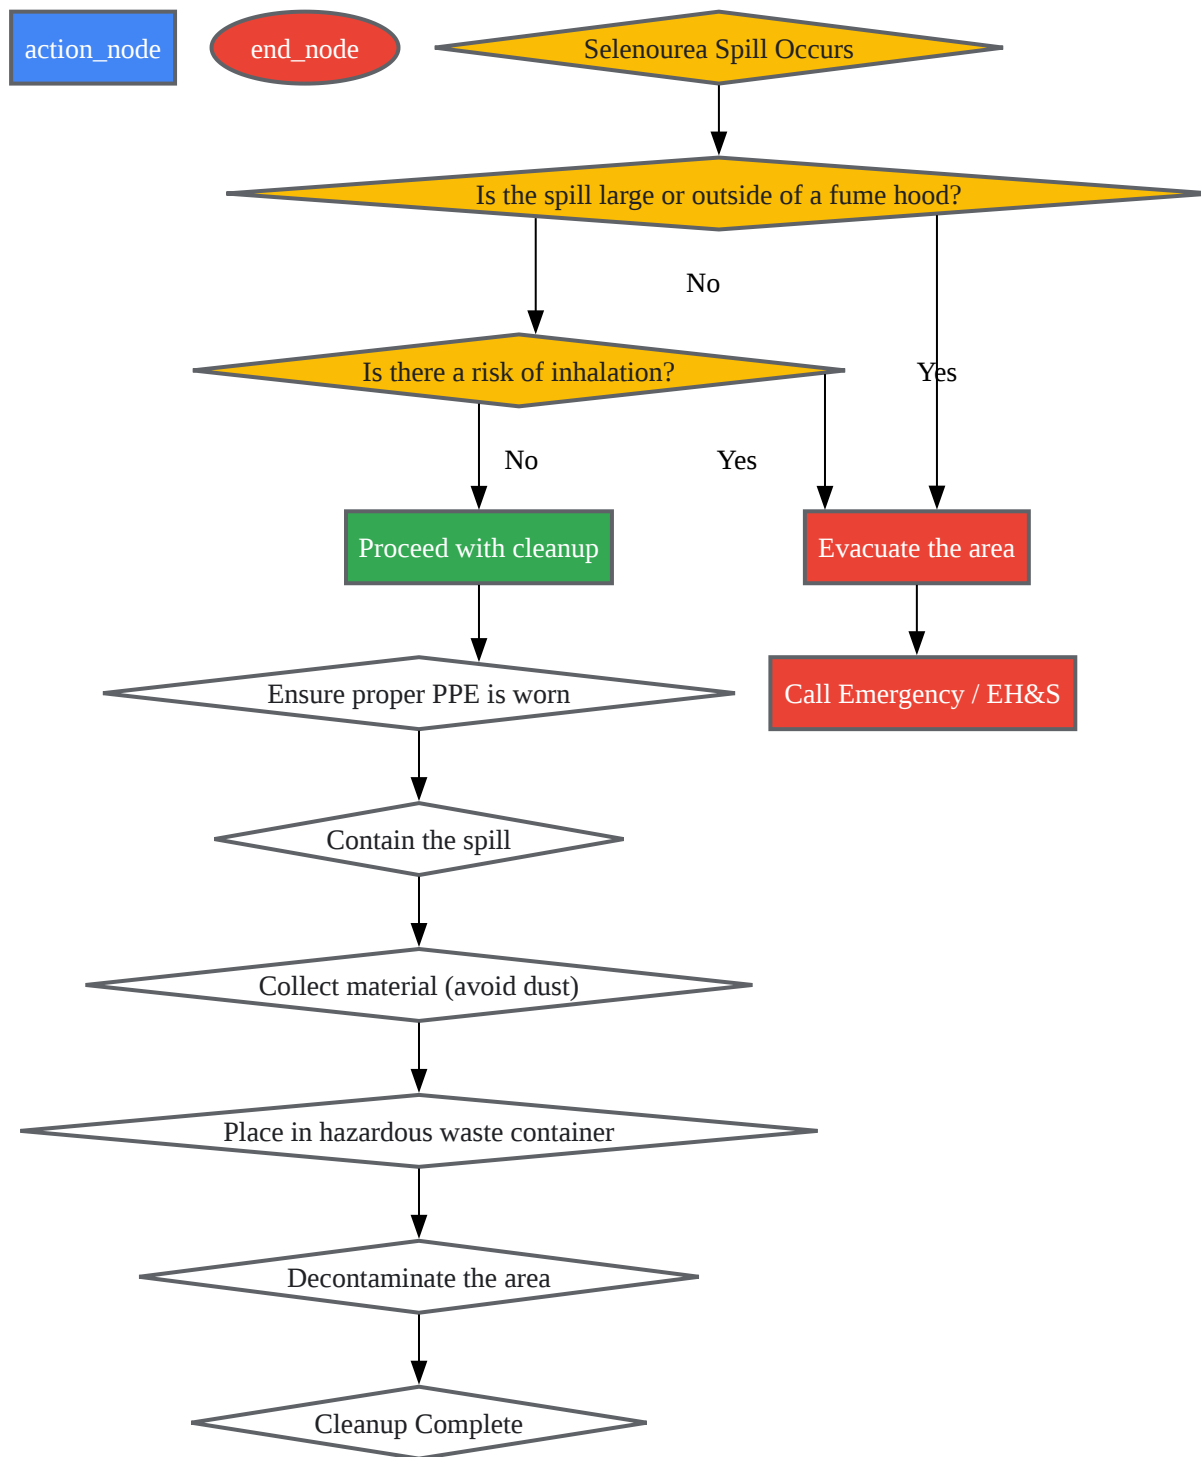 action_node
end_node
Selenourea Spill Occurs
Is the spill large or outside of a fume hood?
No
Is there a risk of inhalation?
Yes
No
Yes
Proceed with cleanup
Evacuate the area
Ensure proper PPE is worn
Call Emergency / EH&S
Contain the spill
Collect material (avoid dust)
Place in hazardous waste container
Decontaminate the area
Cleanup Complete